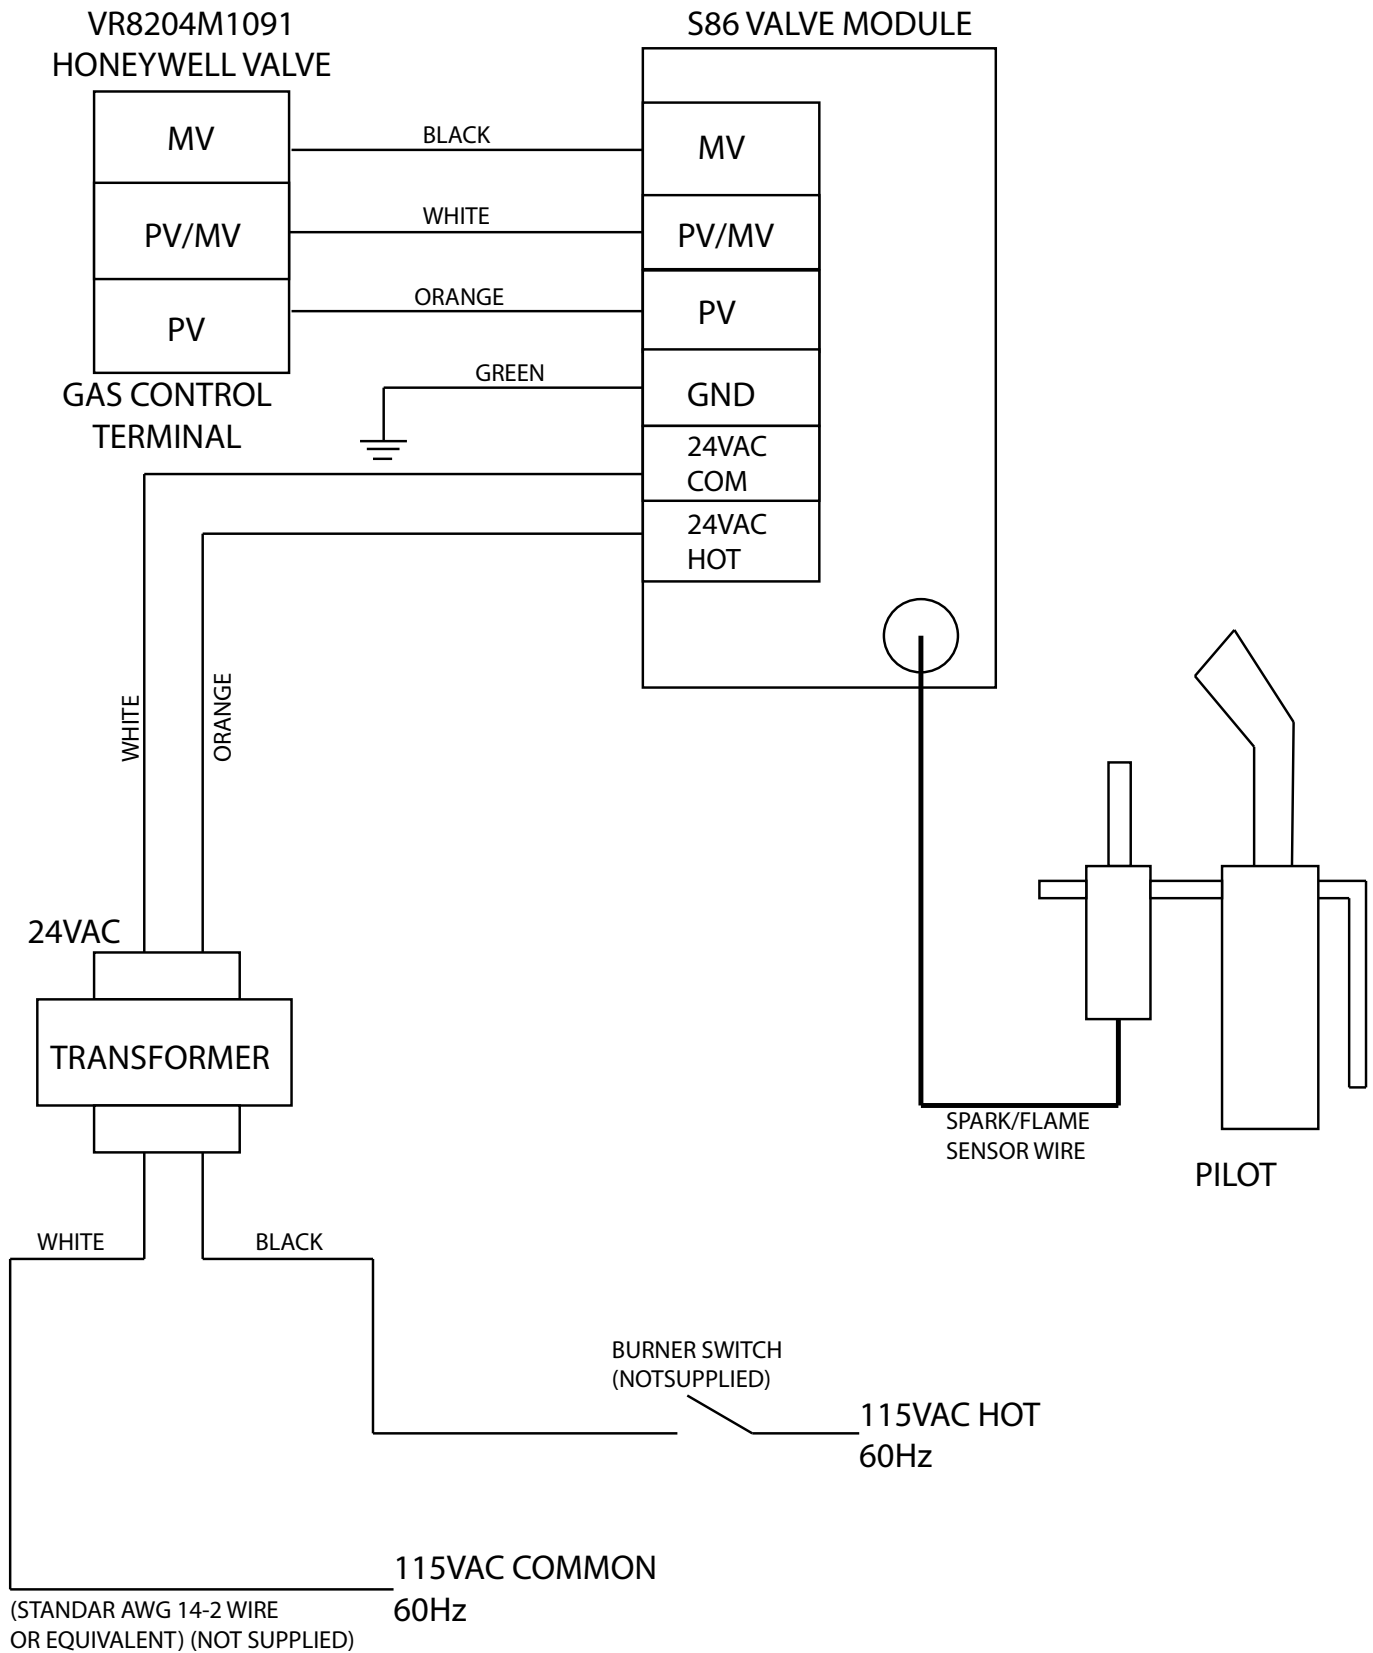 VR8204M1091
HONEYWELL VALVE
S86 VALVE MODULE
MV
PV/MV
PV
GAS CONTROL
TERMINAL
BLACK
WHITE
ORANGE
GREEN
MV
PV/MV
PV
GND
24VAC
COM
24VAC
HOT
WHITE
ORANGE
24VAC
TRANSFORMER
SPARK/FLAME
SENSOR WIRE
PILOT
WHITE
BLACK
BURNER SWITCH
(NOTSUPPLIED)
115VAC HOT
60Hz
115VAC COMMON
60Hz
(STANDAR AWG 14-2 WIRE
OR EQUIVALENT) (NOT SUPPLIED)